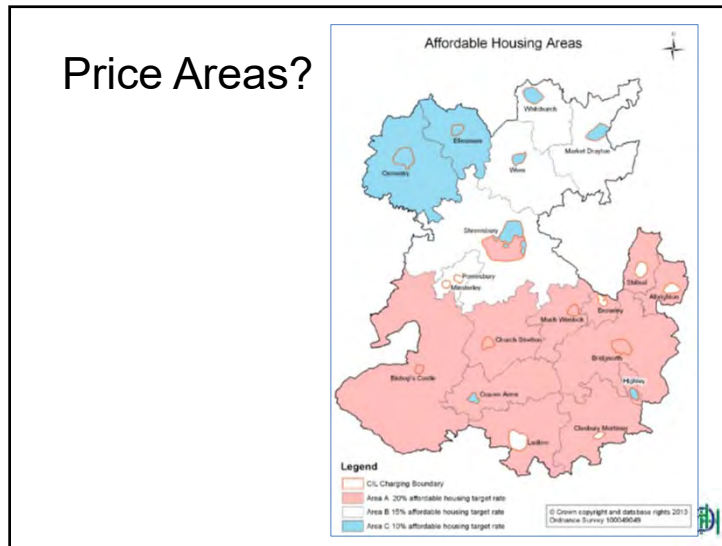 Price Areas?
Affordable Housing Areas
N
Whitchurch
Ellesmere
Market Drayton
Oswestry
Wem
Shrewsbury
Pontesbury
Minsterley
Shifnal
Albrighton
Broseley
Much Wenlock
Church Stretton
Bridgnorth
Bishop's Castle
Highley
Craven Arms
Cleobury Mortimer
Ludlow
Legend
CIL Charging Boundary
Area A 20% affordable housing target rate
Area B 15% affordable housing target rate
Area C 10% affordable housing target rate
© Crown copyright and database rights 2013
Ordnance Survey 100049049